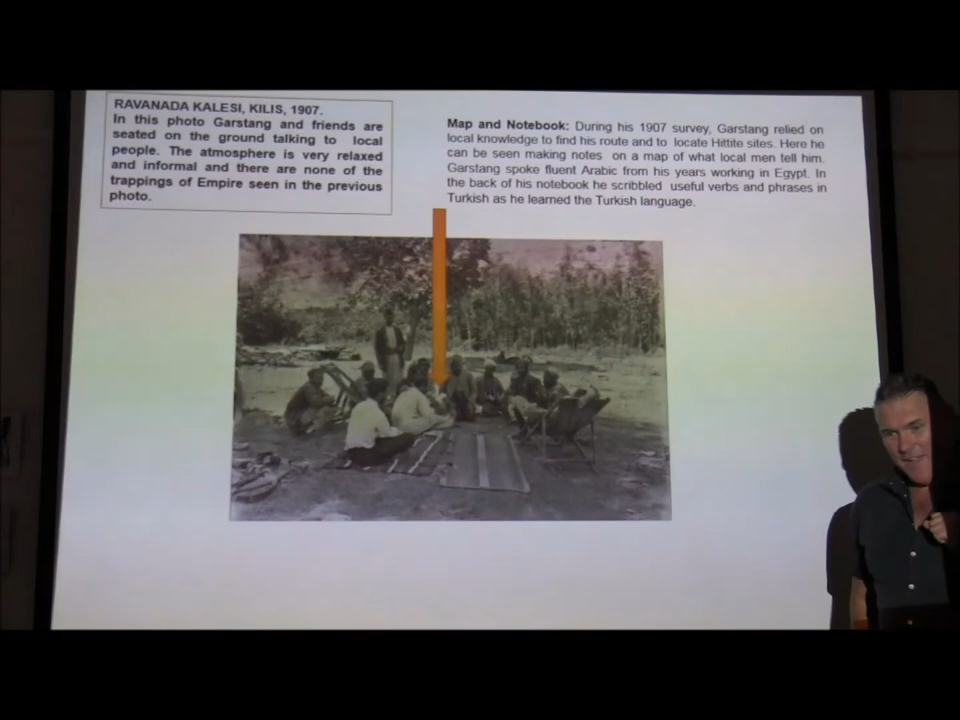 RAVANADA KALESI, KILIS, 1907.
In this photo Garstang and friends are
seated on the ground talking to local
people. The atmosphere is very relaxed
and informal and there are none of the
trappings of Empire seen in the previous
photo.
Map and Notebook: During his 1907 survey, Garstang relied on
local knowledge to find his route and to locate Hittite sites. Here he
can be seen making notes on a map of what local men tell him.
Garstang spoke fluent Arabic from his years working in Egypt. In
the back of his notebook he scribbled useful verbs and phrases in
Turkish as he learned the Turkish language.